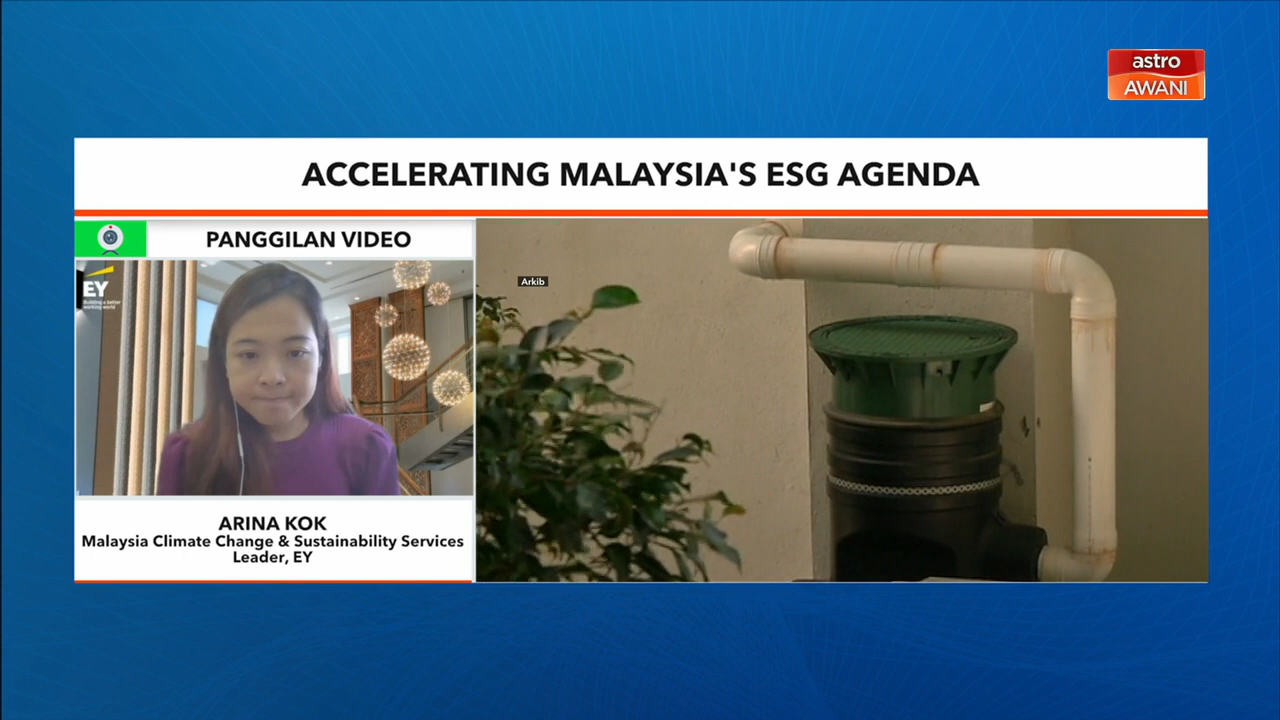 astro
AWANI
ACCELERATING MALAYSIA'S ESG AGENDA
PANGGILAN VIDEO
Arkib
EY
Building a better
working world
ARINA KOK
Malaysia Climate Change & Sustainability Services
Leader, EY